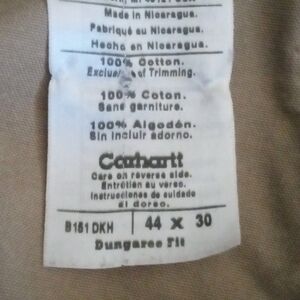 Made in Nicaragua.
Fabriqué au Nicaragua.
Hecho en Nicaragua.
100% Cotton.
Exclusive of Trimming.
100% Coton.
Sans garniture.
100% Algodón.
Sin incluir adorno.
Carhartt
Care on reverse side.
Entretien au verso.
Instrucciones de cuidado
al dorso.
B151 DKH 44 x 30
Dungaree Fit